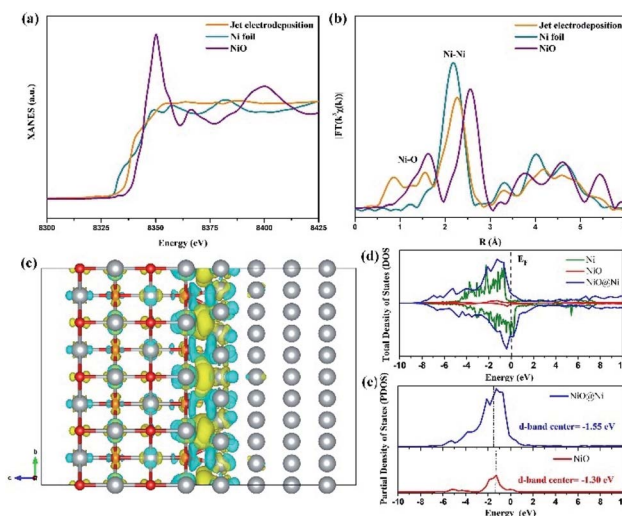 (a)
Jet electrodeposition
Ni foil
NiO
XANES (a.u.)
8300 8325 8350 8375 8400 8425
Energy (eV)
(b)
Jet electrodeposition
Ni foil
NiO
Ni-Ni
Ni-O
|FT(k³χ(k)|
0 1 2 3 4 5
R (Å)
(c)
b
c
(d)
E_F
Ni
NiO
NiO@Ni
Total Density of States (DOS
-10 -8 -6 -4 -2 0 2 4 6 8 10
Energy (eV)
(e)
NiO@Ni
d-band center= -1.55 eV
NiO
d-band center= -1.30 eV
Partial Density of States (PDOS)
-10 -8 -6 -4 -2 0 2 4 6 8 10
Energy (eV)